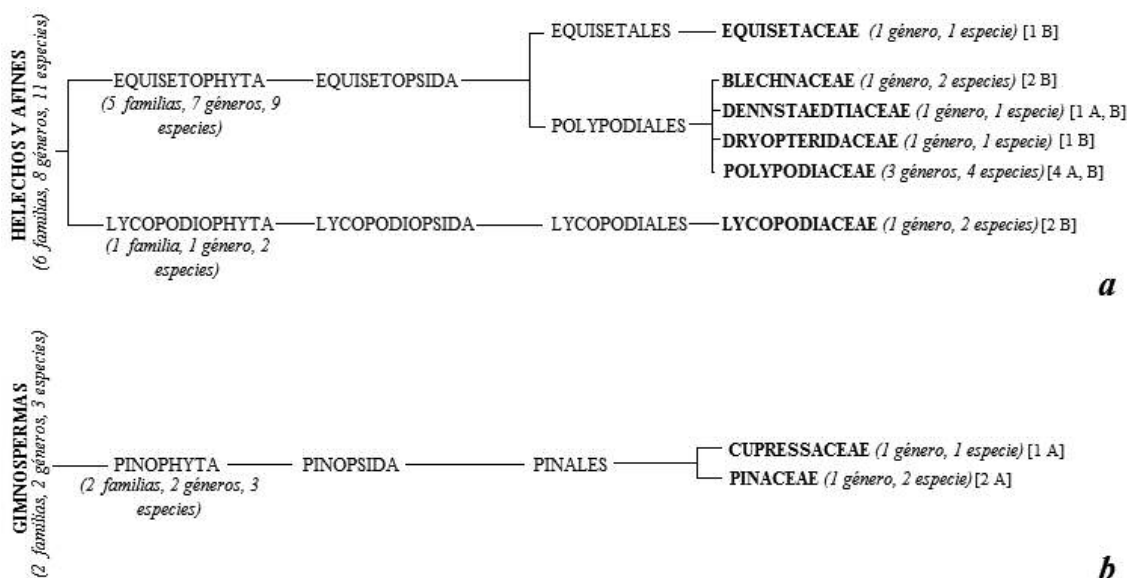 HELECHOS Y AFINES
(6 familias, 8 géneros, 11 especies)
EQUISETOPHYTA
(5 familias, 7 géneros, 9
especies)
EQUISETOPSIDA
EQUISETALES
EQUISETACEAE (1 género, 1 especie) [1 B]
POLYPODIALES
BLECHNACEAE (1 género, 2 especies) [2 B]
DENNSTAEDTIACEAE (1 género, 1 especie) [1 A, B]
DRYOPTERIDACEAE (1 género, 1 especie) [1 B]
POLYPODIACEAE (3 géneros, 4 especies) [4 A, B]
LYCOPODIOPHYTA
(1 familia, 1 género, 2
especies)
LYCOPODIOPSIDA
LYCOPODIALES
LYCOPODIACEAE (1 género, 2 especies) [2 B]
a
GIMNOSPERMAS
(2 familias, 2 géneros, 3 especies)
PINOPHYTA
(2 familias, 2 géneros, 3
especies)
PINOPSIDA
PINALES
CUPRESSACEAE (1 género, 1 especie) [1 A]
PINACEAE (1 género, 2 especie) [2 A]
b